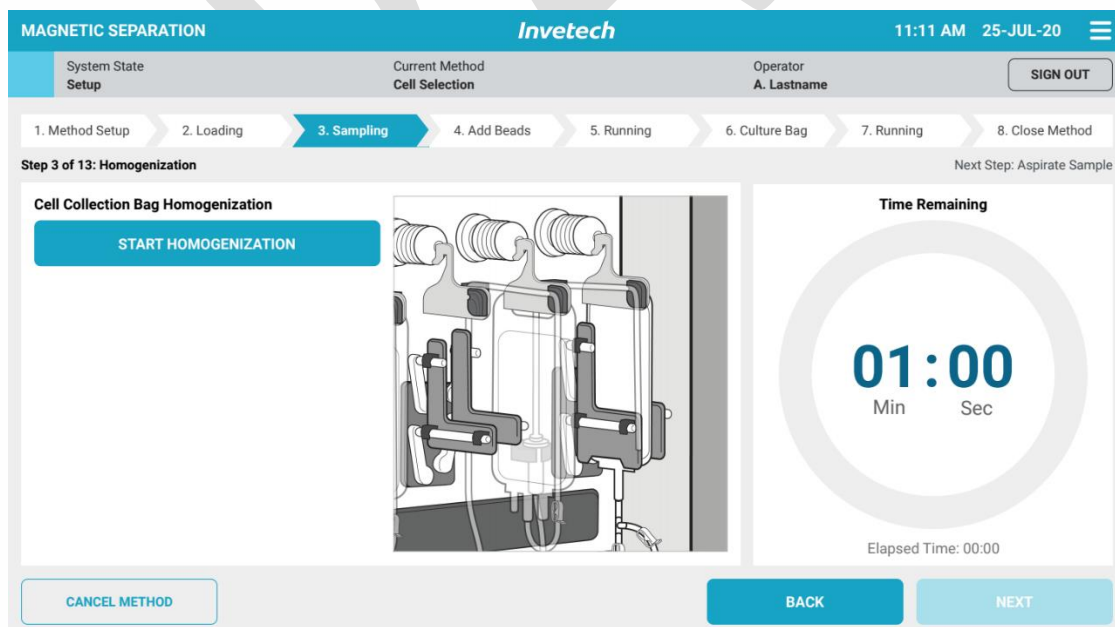 MAGNETIC SEPARATION
Invetech
11:11 AM 25-JUL-20
System State
Setup
Current Method
Cell Selection
Operator
A. Lastname
SIGN OUT
1. Method Setup
2. Loading
3. Sampling
4. Add Beads
5. Running
6. Culture Bag
7. Running
8. Close Method
Step 3 of 13: Homogenization
Next Step: Aspirate Sample
Cell Collection Bag Homogenization
START HOMOGENIZATION
Time Remaining
01:00
Min Sec
Elapsed Time: 00:00
CANCEL METHOD
BACK
NEXT